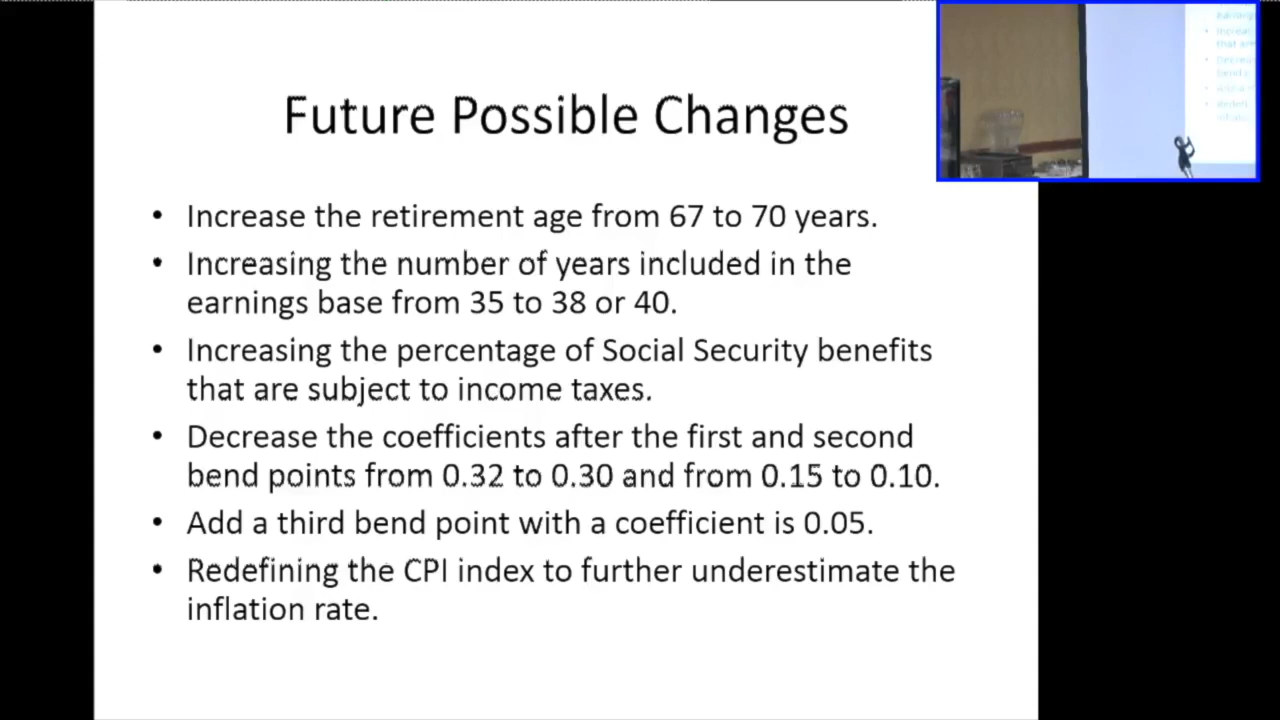 Future Possible Changes
• Increase the retirement age from 67 to 70 years.
• Increasing the number of years included in the
earnings base from 35 to 38 or 40.
• Increasing the percentage of Social Security benefits
that are subject to income taxes.
• Decrease the coefficients after the first and second
bend points from 0.32 to 0.30 and from 0.15 to 0.10.
• Add a third bend point with a coefficient is 0.05.
• Redefining the CPI index to further underestimate the
inflation rate.